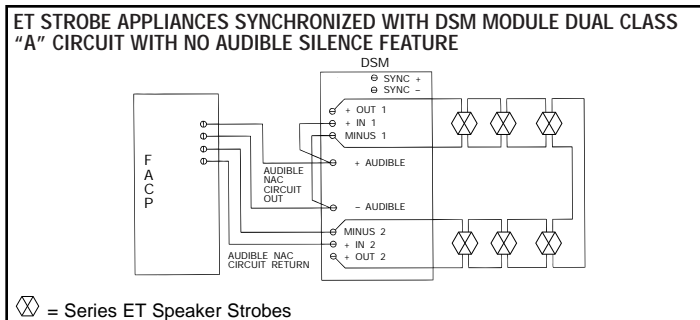 ET STROBE APPLIANCES SYNCHRONIZED WITH DSM MODULE DUAL CLASS
“A” CIRCUIT WITH NO AUDIBLE SILENCE FEATURE
DSM
SYNC +
SYNC –
+ OUT 1
+ IN 1
MINUS 1
F
A
C
P
AUDIBLE
NAC
CIRCUIT
OUT
+ AUDIBLE
– AUDIBLE
MINUS 2
+ IN 2
+ OUT 2
AUDIBLE NAC
CIRCUIT RETURN
= Series ET Speaker Strobes